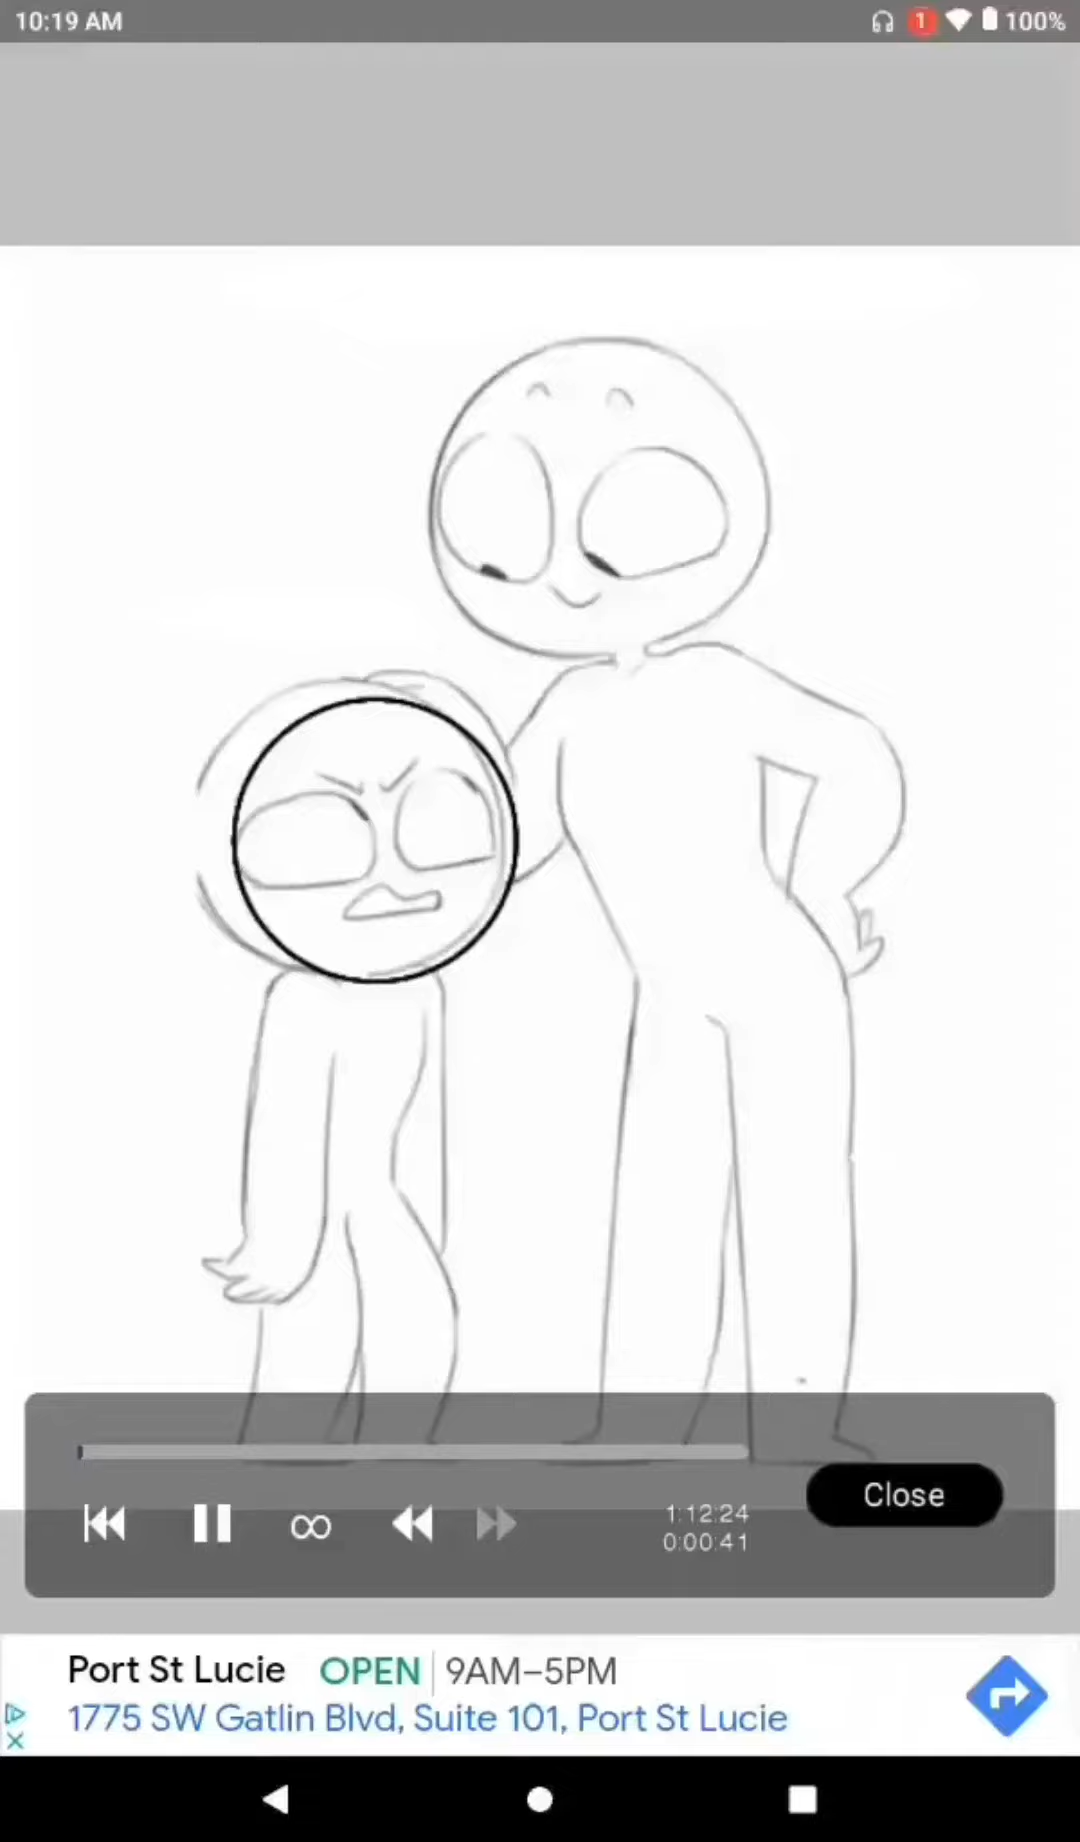 10:19 AM
1
100%
1:12:24
0:00:41
Close
Port St Lucie OPEN 9AM–5PM
1775 SW Gatlin Blvd, Suite 101, Port St Lucie